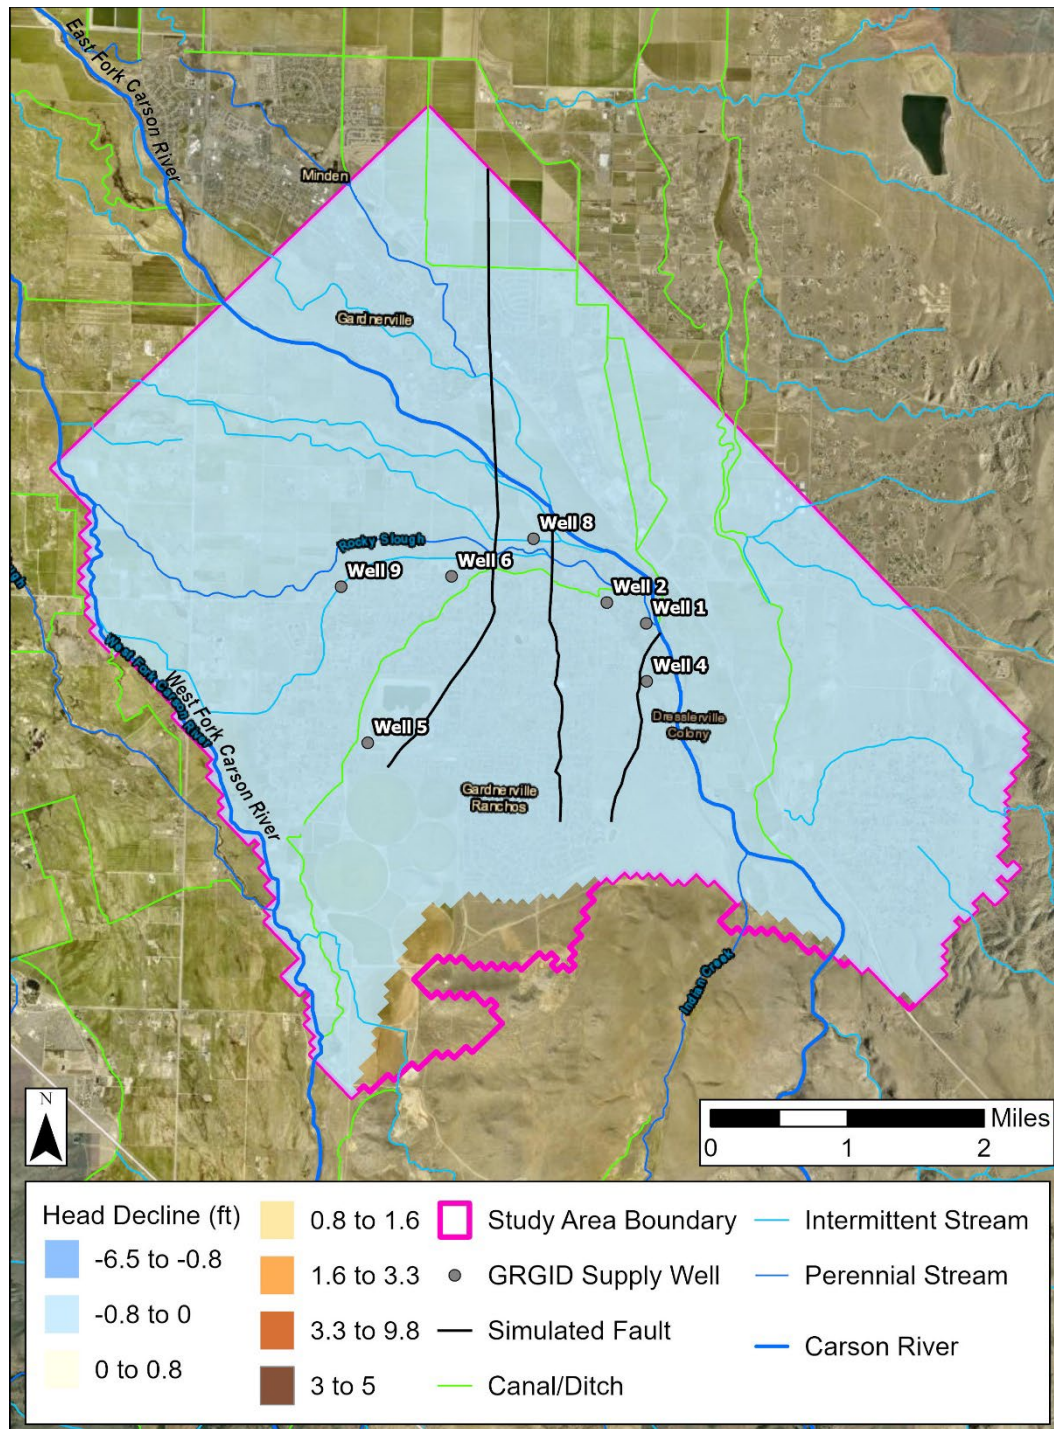 East Fork Carson River
Minden
Gardnerville
Well 8
Rocky Slough
Well 6
Well 9
Well 2
Well 1
Well 4
West Fork Carson River
West Fork Carson River
Dresslerville
Colony
Well 5
Gardnerville
Ranchos
Indian Creek
N
Miles
0 1 2
Head Decline (ft)
-6.5 to -0.8
-0.8 to 0
0 to 0.8
0.8 to 1.6
1.6 to 3.3
3.3 to 9.8
3 to 5
Study Area Boundary
GRGID Supply Well
Simulated Fault
Canal/Ditch
Intermittent Stream
Perennial Stream
Carson River